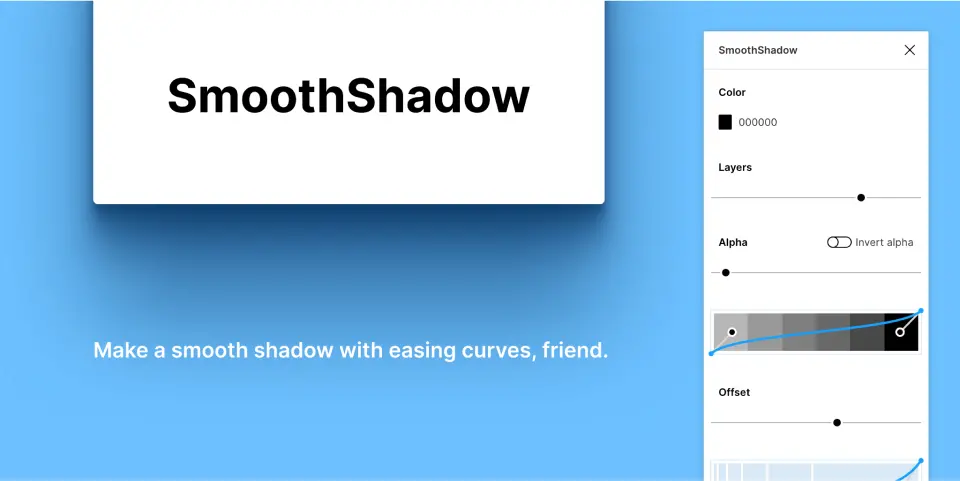 SmoothShadow
Make a smooth shadow with easing curves, friend.
SmoothShadow
Color
000000
Layers
Alpha
Invert alpha
Offset